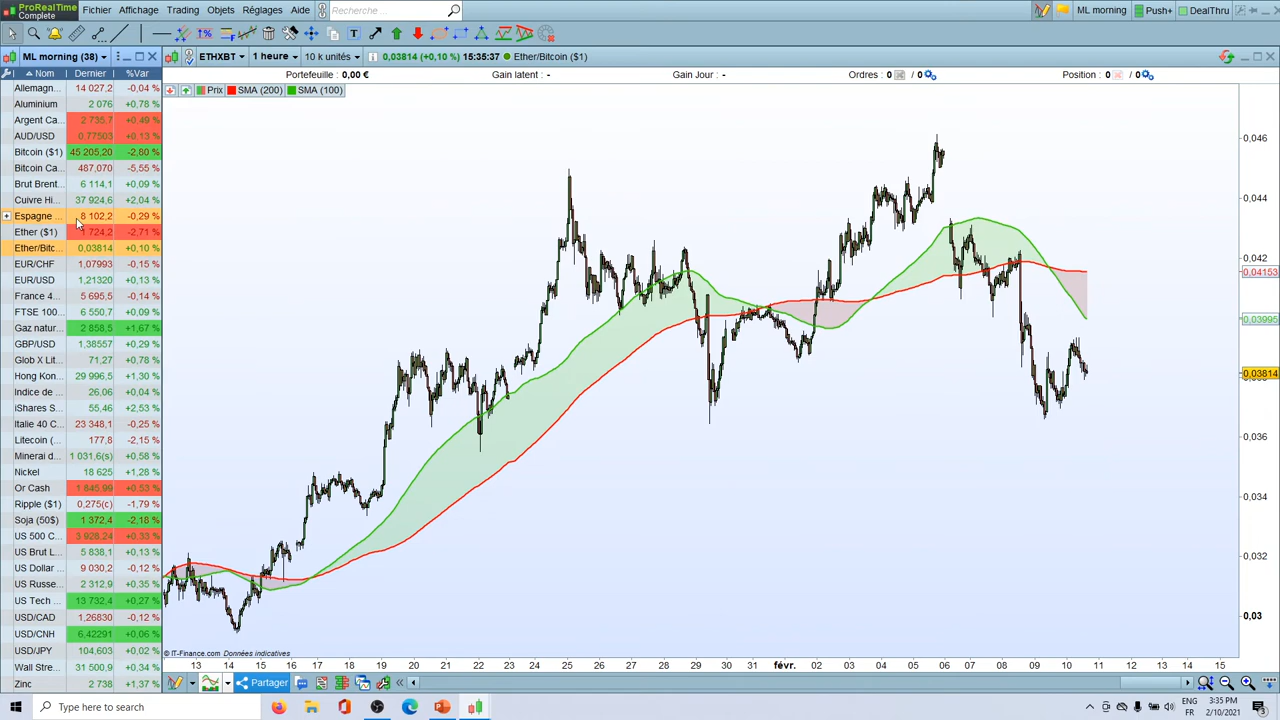 ProRealTime
Complete
Fichier Affichage Trading Objets Réglages Aide Recherche ... ML morning Push+ DealThru
ML morning (38) ETHXBT 1 heure 10 k unités 0,03814 (+0,10 %) 15:35:37 Ether/Bitcoin ($1)
Nom Dernier %Var
Portefeuille : 0,00 € Gain latent : - Gain Jour : - Ordres : 0 / 0 Position : 0 / 0
Prix SMA (200) SMA (100)
Allemagn... 14 027,2 -0,04 %
Aluminium 2 076 +0,78 %
Argent Ca... 2 735,7 +0,49 %
AUD/USD 0,77503 +0,13 %
Bitcoin ($1) 45 205,20 -2,80 %
Bitcoin Ca... 487,070 -5,55 %
Brut Brent... 6 114,1 +0,09 %
Cuivre Hi... 37 924,6 +2,04 %
Espagne ... 8 102,2 -0,29 %
Ether ($1) 1 724,2 -2,71 %
Ether/Bitc... 0,03814 +0,10 %
EUR/CHF 1,07993 -0,15 %
EUR/USD 1,21320 +0,13 %
France 4... 5 695,5 -0,14 %
FTSE 100... 6 550,7 +0,09 %
Gaz natur... 2 858,5 +1,67 %
GBP/USD 1,38557 +0,29 %
Glob X Lit... 71,27 +0,78 %
Hong Kon... 29 996,5 +1,30 %
Indice de ... 26,06 +0,04 %
iShares S... 55,46 +2,53 %
Italie 40 C... 23 348,1 -0,25 %
Litecoin (... 177,8 -2,15 %
Minerai d... 1 031,6(s) +0,58 %
Nickel 18 625 +1,28 %
Or Cash 1 845,99 +0,53 %
Ripple ($1) 0,275(c) -1,79 %
Soja (50$) 1 372,4 -2,18 %
US 500 C... 3 928,24 +0,33 %
US Brut L... 5 838,1 +0,13 %
US Dollar ... 9 030,2 -0,12 %
US Russe... 2 312,9 +0,35 %
US Tech ... 13 732,4 +0,27 %
USD/CAD 1,26830 -0,12 %
USD/CNH 6,42291 +0,06 %
USD/JPY 104,603 +0,02 %
Wall Stre... 31 500,9 +0,34 %
Zinc 2 738 +1,37 %
0,046
0,044
0,042
0,04153
0,03995
0,03814
0,036
0,034
0,032
0,03
© IT-Finance.com Données indicatives
13 14 15 16 17 18 19 20 21 22 23 24 25 26 27 28 29 30 31 févr. 02 03 04 05 06 07 08 09 10 11 12 13 14 15
Partager
Type here to search
ENG 3:35 PM
FR 2/10/2021